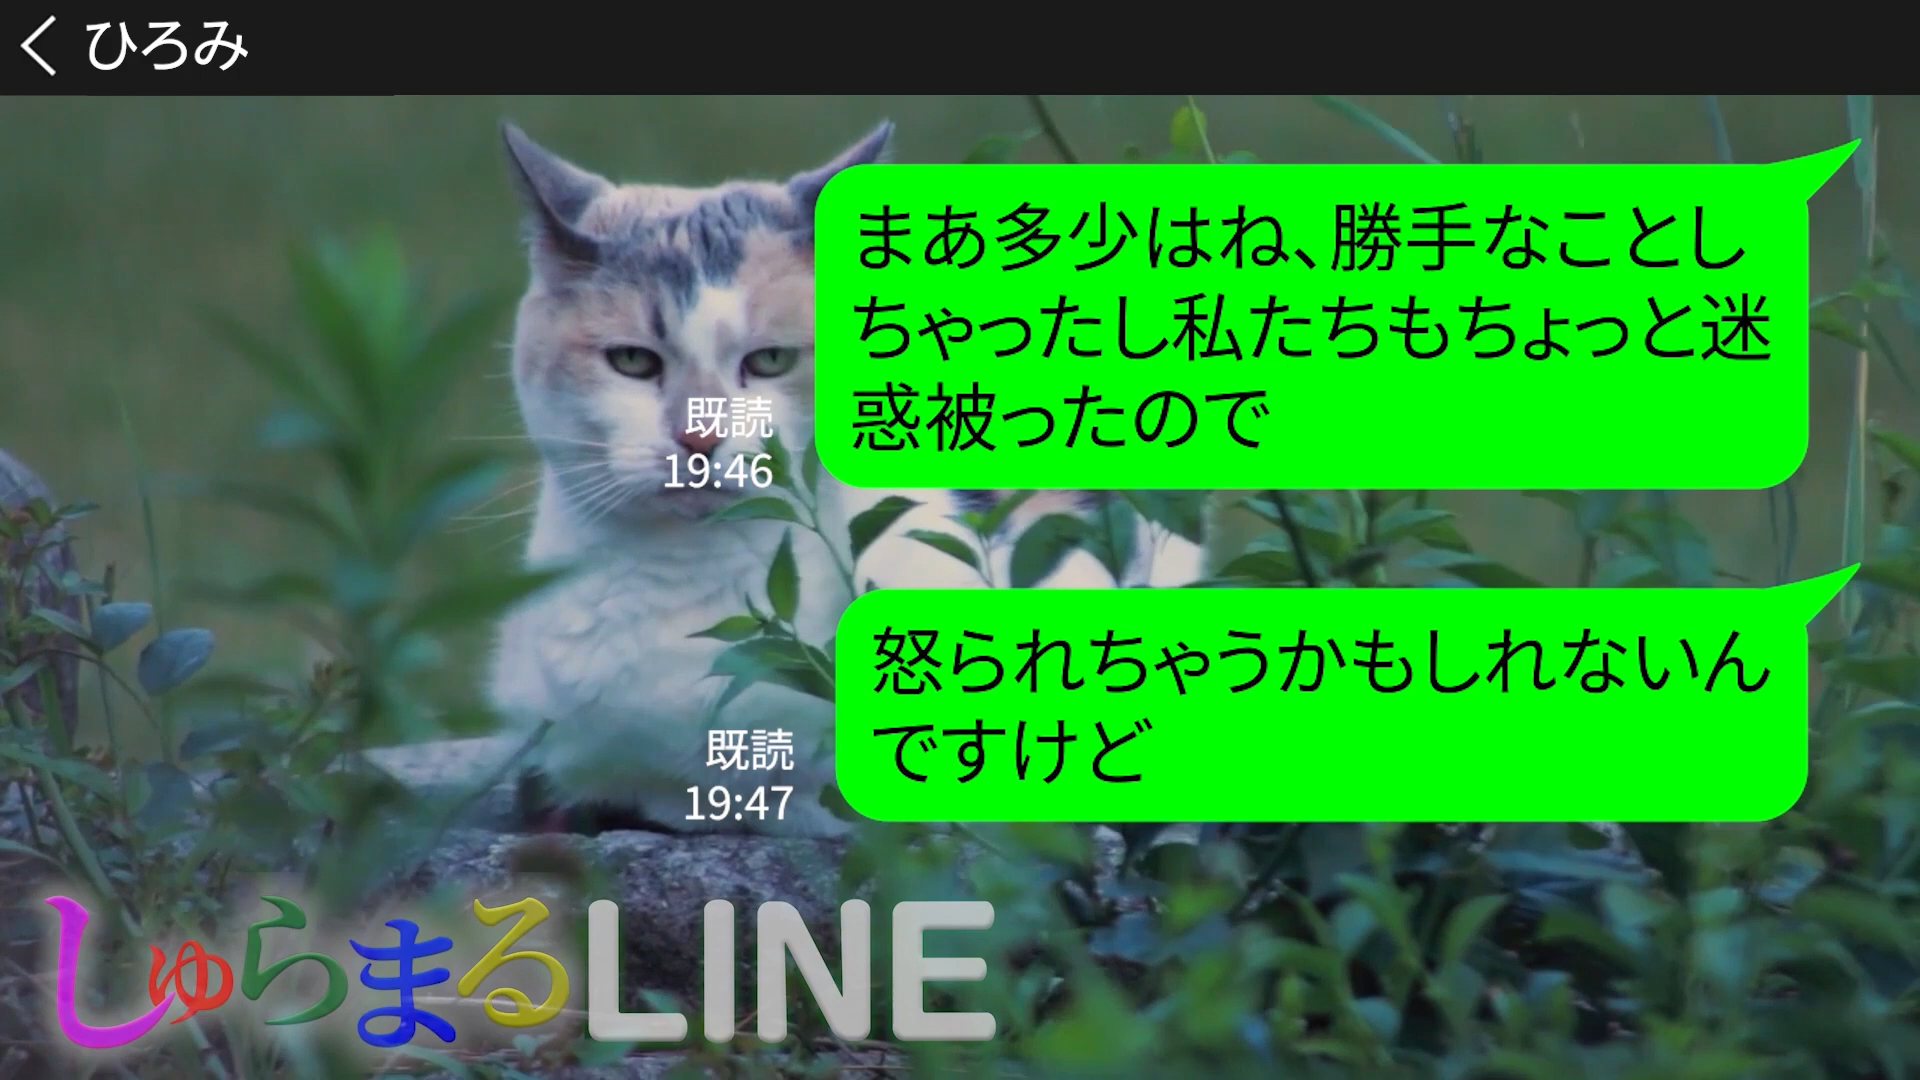 ひろみ
まあ多少はね、勝手なことし
ちゃったし私たちもちょっと迷
惑被ったので
既読
19:46
怒られちゃうかもしれないん
ですけど
既読
19:47
しゅらまるLINE